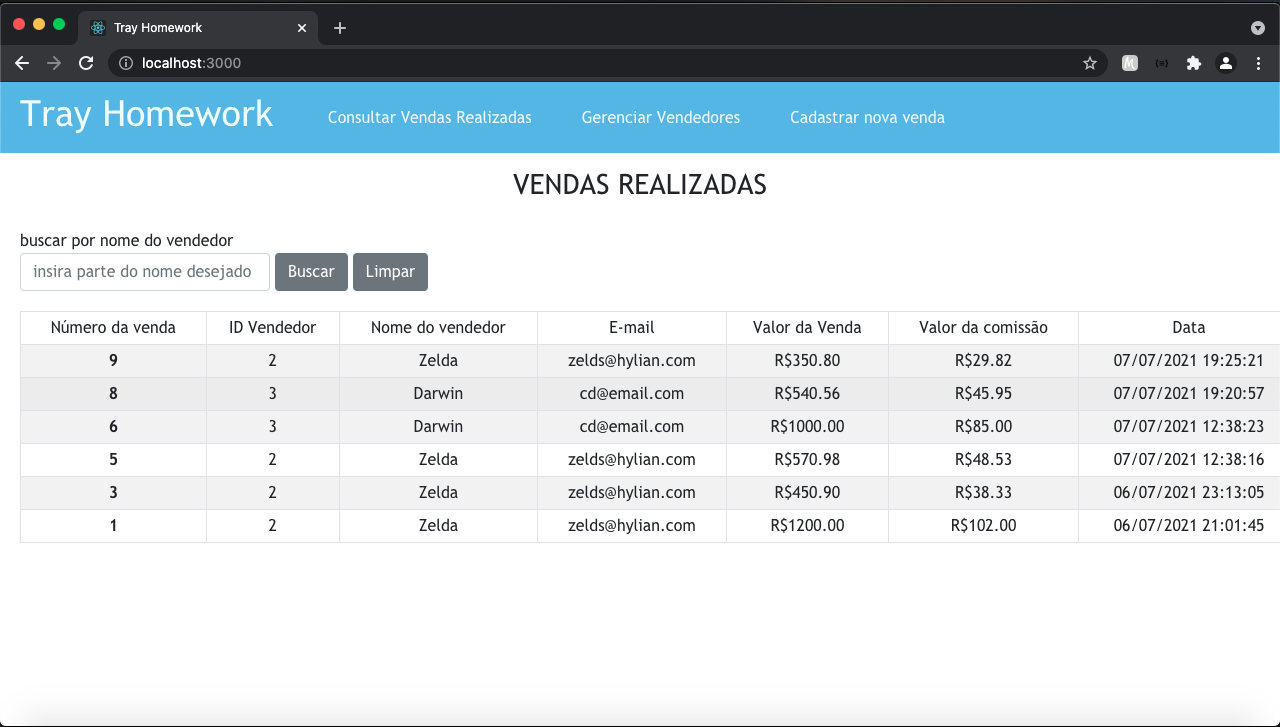 Tray Homework
localhost:3000
Tray Homework Consultar Vendas Realizadas Gerenciar Vendedores Cadastrar nova venda
VENDAS REALIZADAS
buscar por nome do vendedor
insira parte do nome desejado Buscar Limpar
Número da venda ID Vendedor Nome do vendedor E-mail Valor da Venda Valor da comissão Data
9 2 Zelda zelds@hylian.com R$350.80 R$29.82 07/07/2021 19:25:21
8 3 Darwin cd@email.com R$540.56 R$45.95 07/07/2021 19:20:57
6 3 Darwin cd@email.com R$1000.00 R$85.00 07/07/2021 12:38:23
5 2 Zelda zelds@hylian.com R$570.98 R$48.53 07/07/2021 12:38:16
3 2 Zelda zelds@hylian.com R$450.90 R$38.33 06/07/2021 23:13:05
1 2 Zelda zelds@hylian.com R$1200.00 R$102.00 06/07/2021 21:01:45